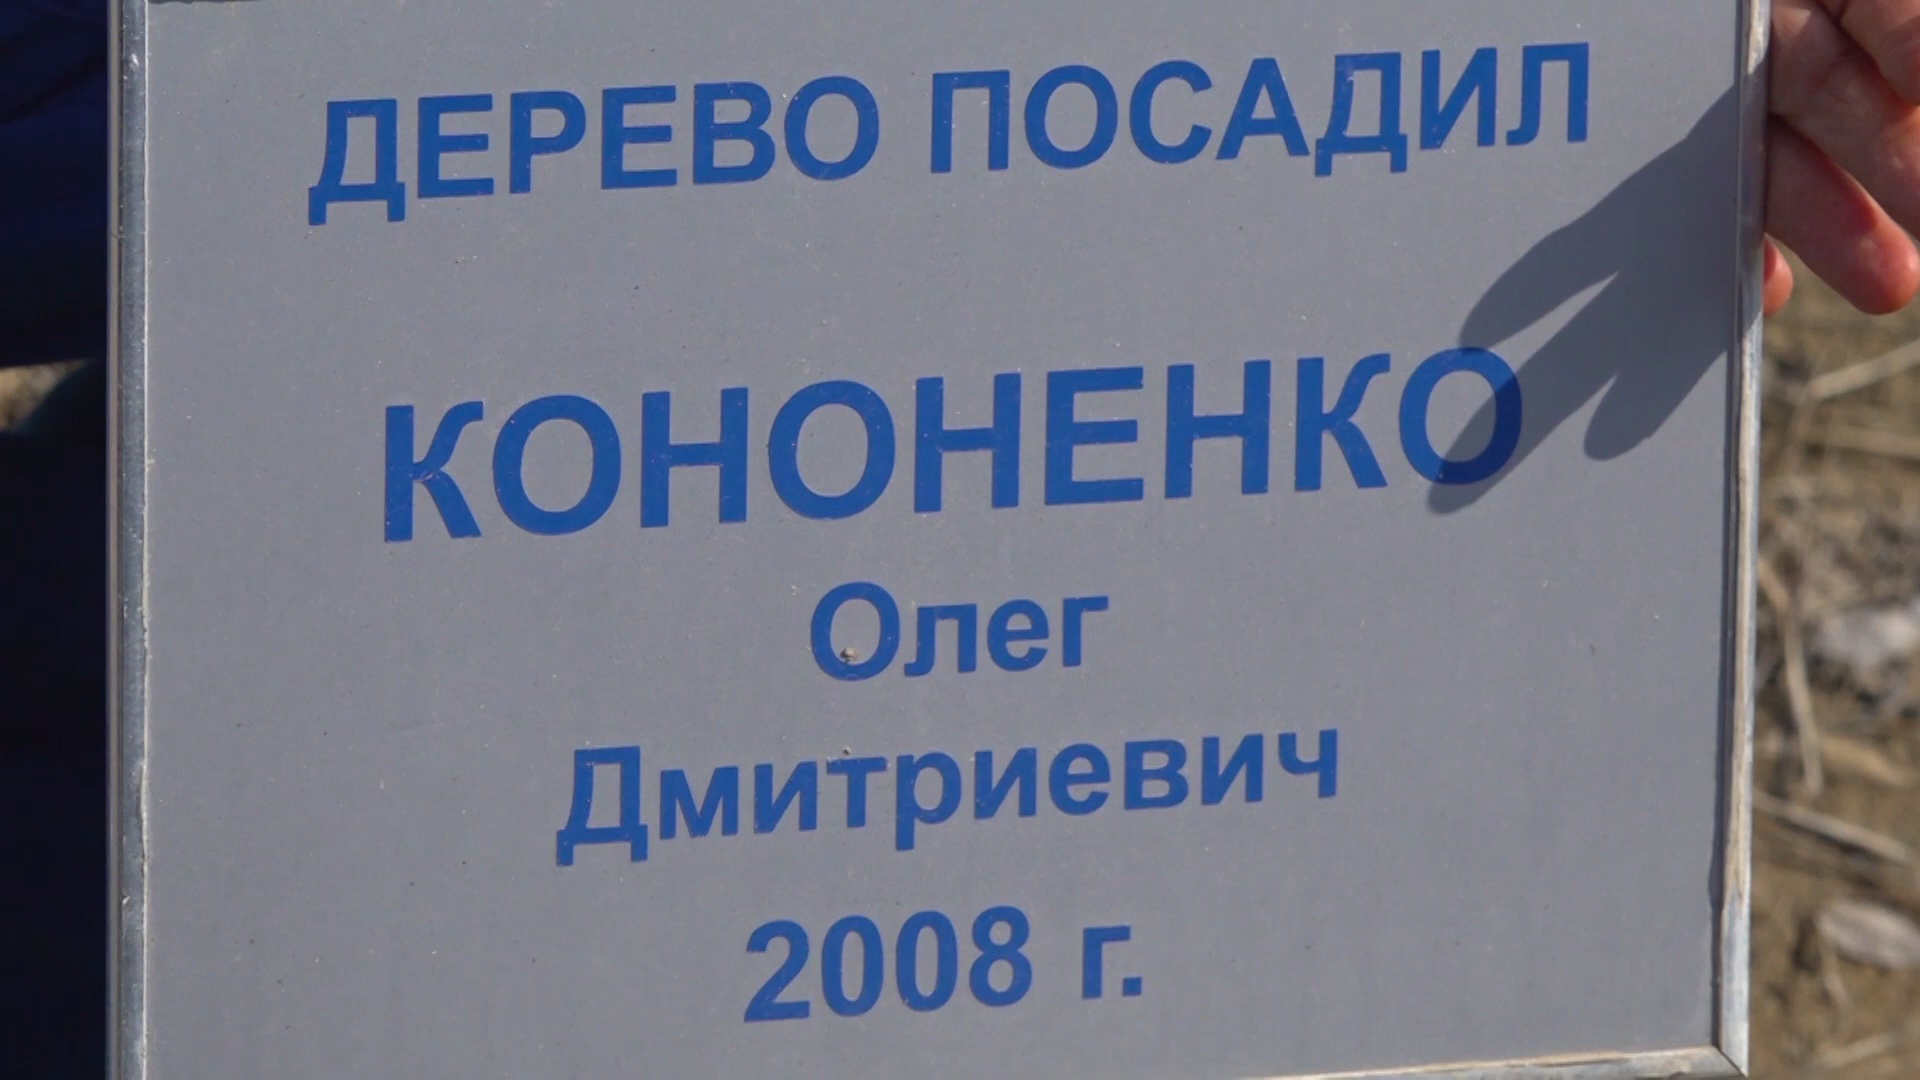 ДЕРЕВО ПОСАДИЛ
КОНОНЕНКО
Олег
Дмитриевич
2008 г.